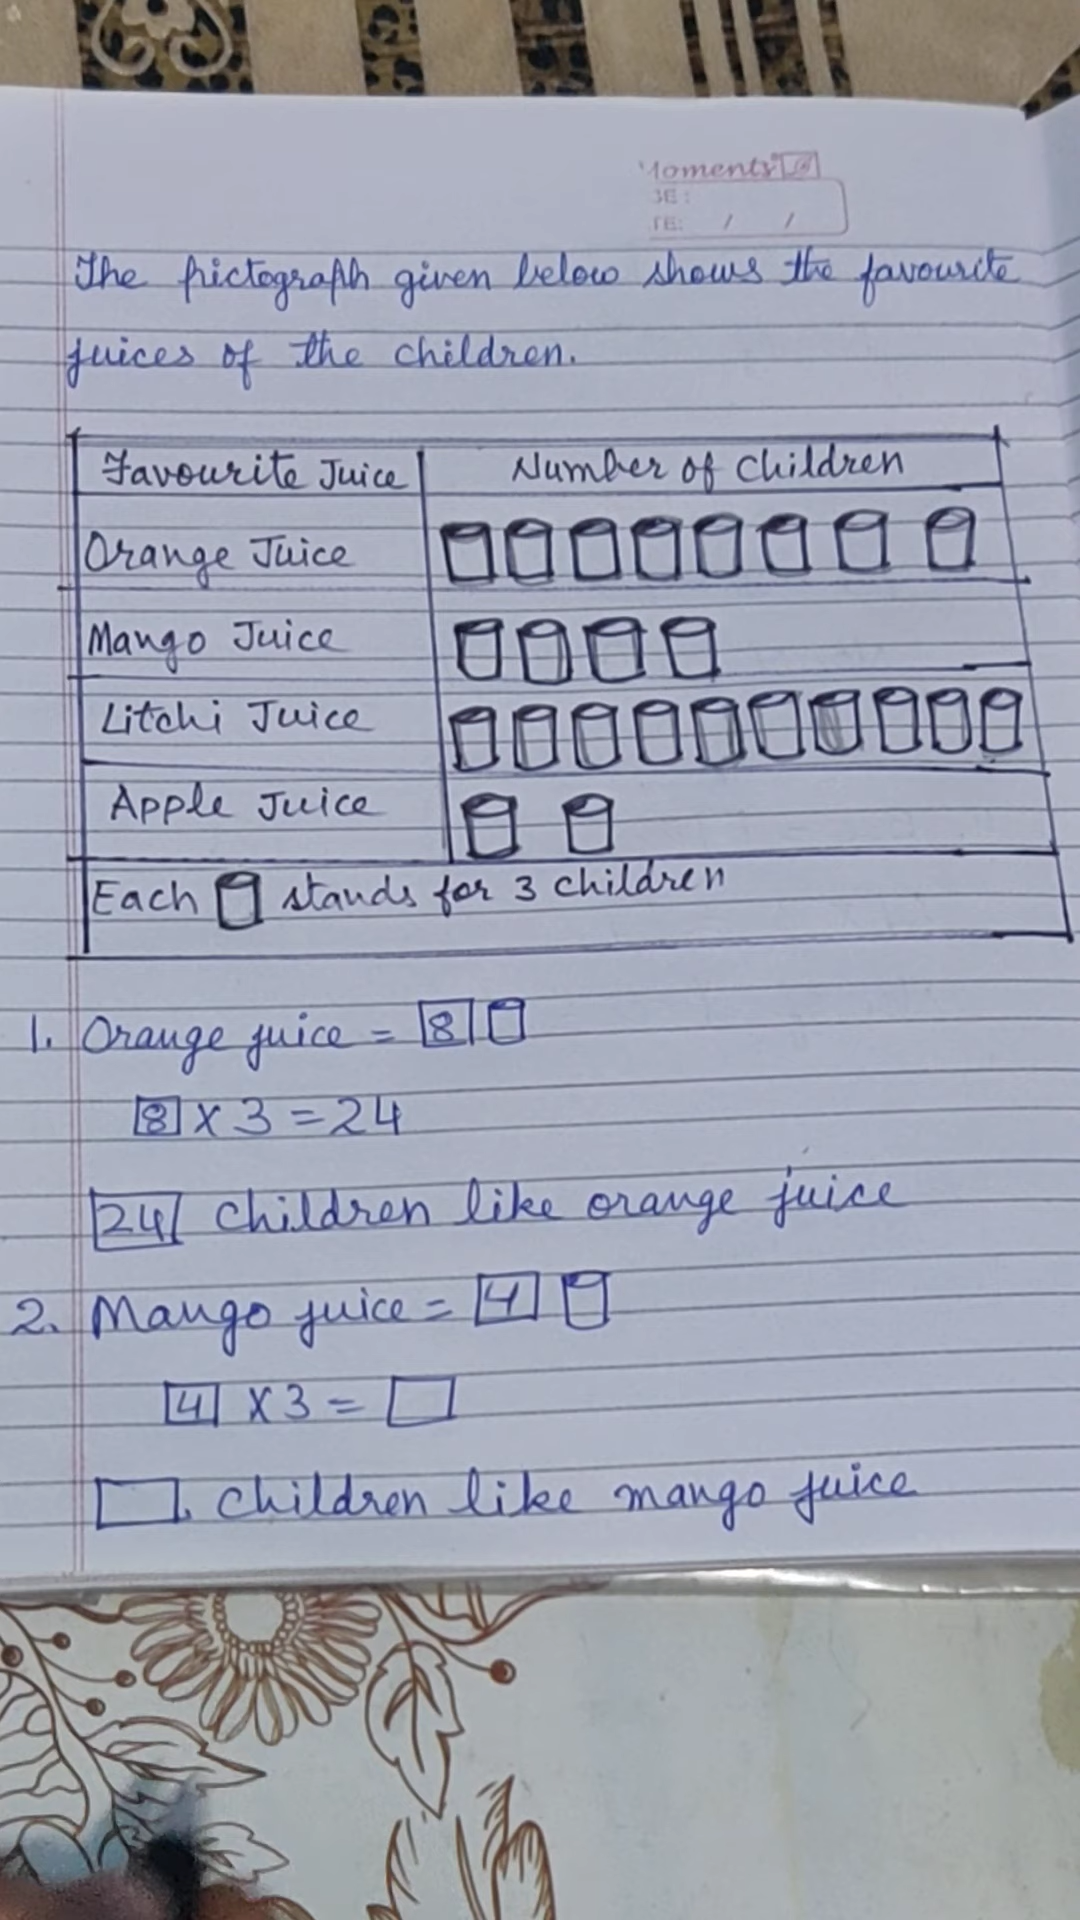 Moments
The pictograph given below shows the favourite
juices of the children.
Favourite Juice Number of Children
Orange Juice
Mango Juice
Litchi Juice
Apple Juice
Each stands for 3 children
1. Orange juice = 8
8 x 3 = 24
24 children like orange juice
2. Mango juice = 4
4 x 3 =
children like mango juice